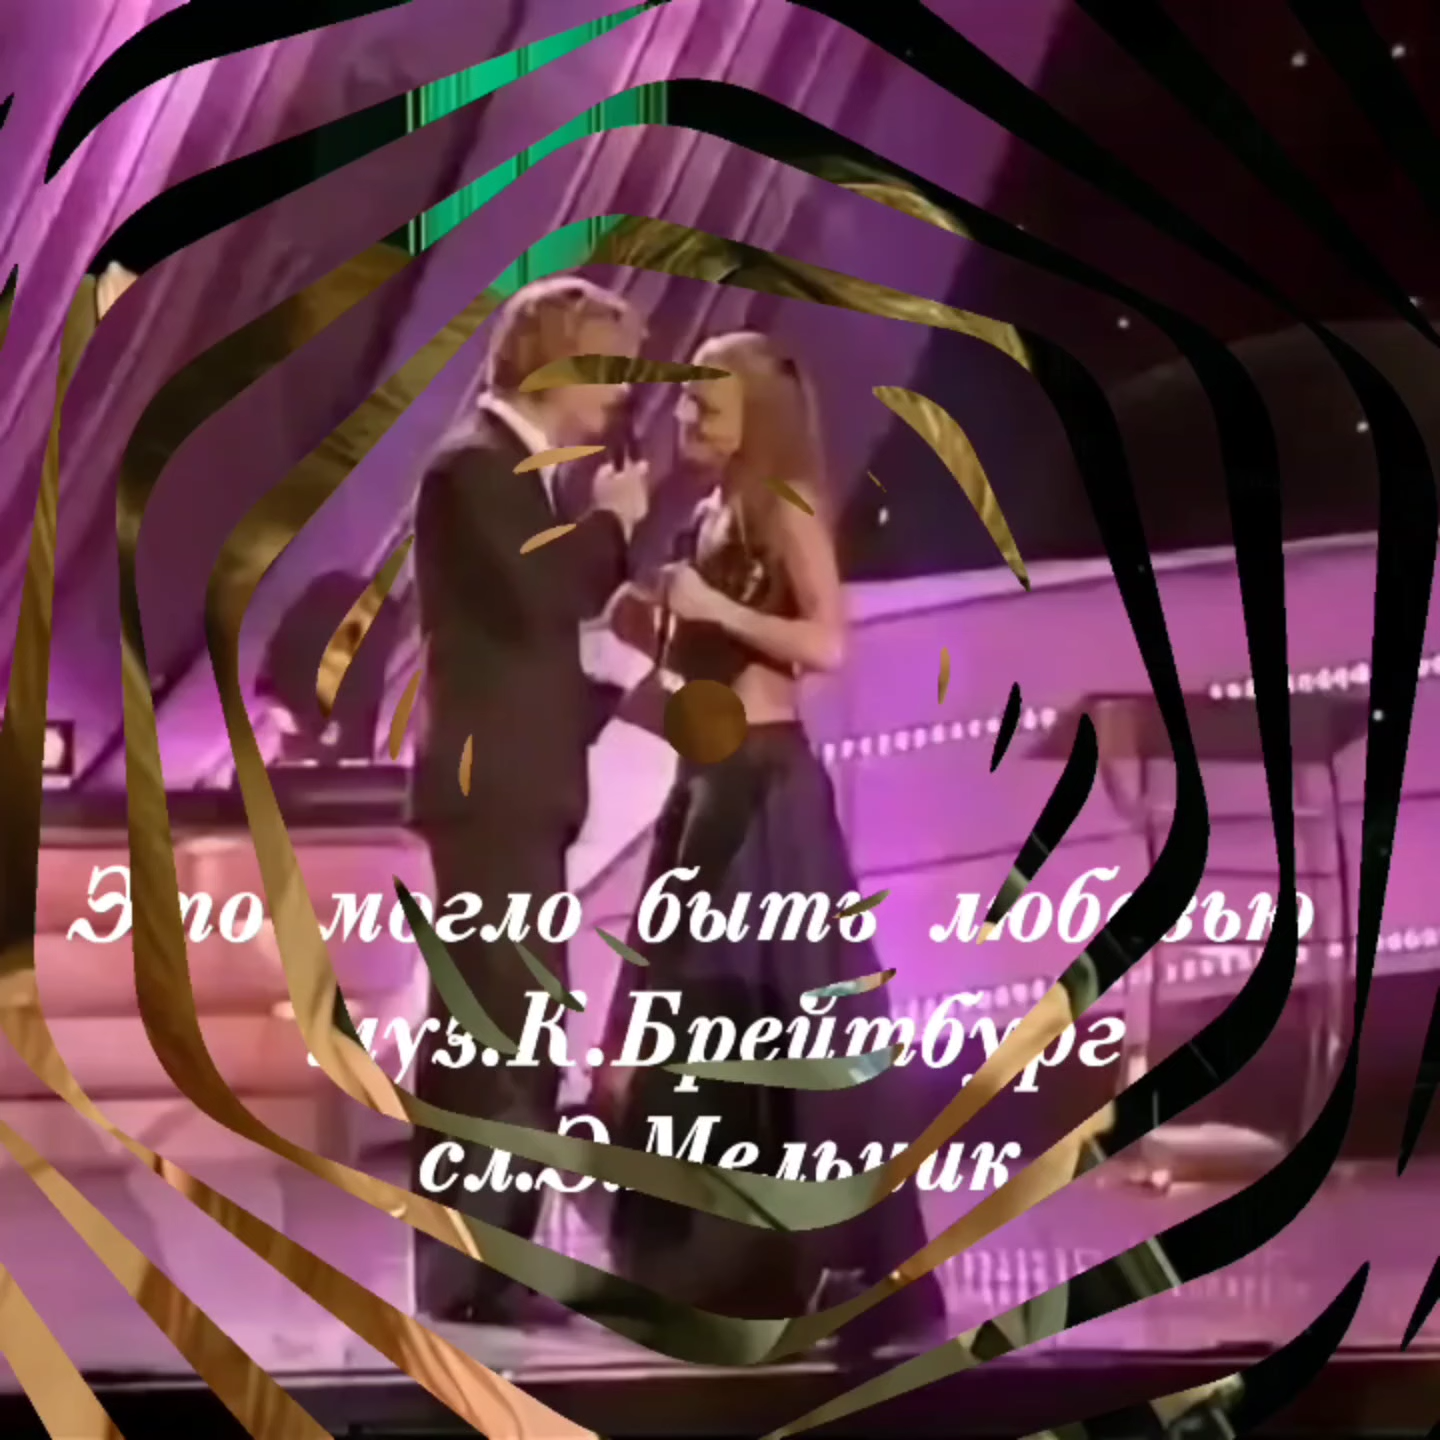 Это могло быть любовью
муз.К.Брейтбург
сл.Э.Мельник